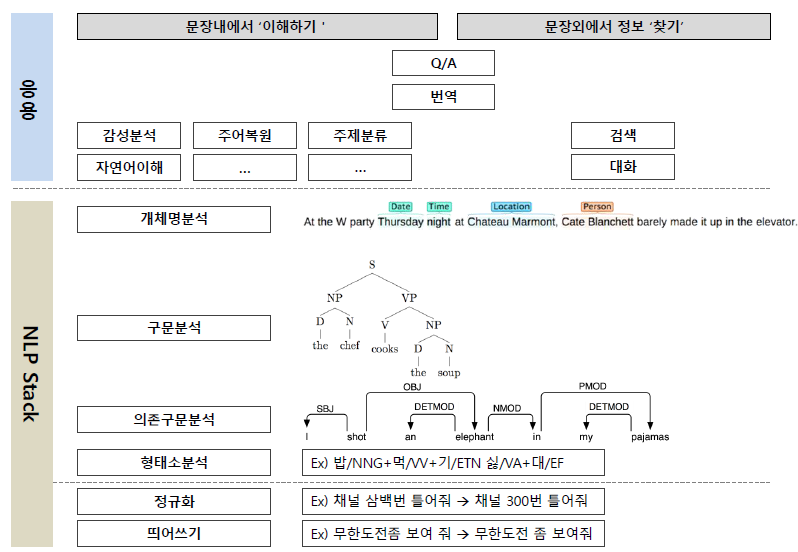 문장내에서 ‘이해하기 '
문장외에서 정보 ‘찾기’
응용
Q/A
번역
감성분석
주어복원
주제분류
검색
자연어이해
...
...
대화
NLP Stack
개체명분석
Date Time Location Person
At the W party Thursday night at Chateau Marmont, Cate Blanchett barely made it up in the elevator.
구문분석
S
NP VP
D N V NP
the chef cooks D N
the soup
의존구문분석
OBJ PMOD
SBJ DETMOD NMOD DETMOD
I shot an elephant in my pajamas
형태소분석
Ex) 밥/NNG+먹/VV+기/ETN 싫/VA+대/EF
정규화
Ex) 채널 삼백번 틀어줘 → 채널 300번 틀어줘
띄어쓰기
Ex) 무한도전좀 보여 줘 → 무한도전 좀 보여줘